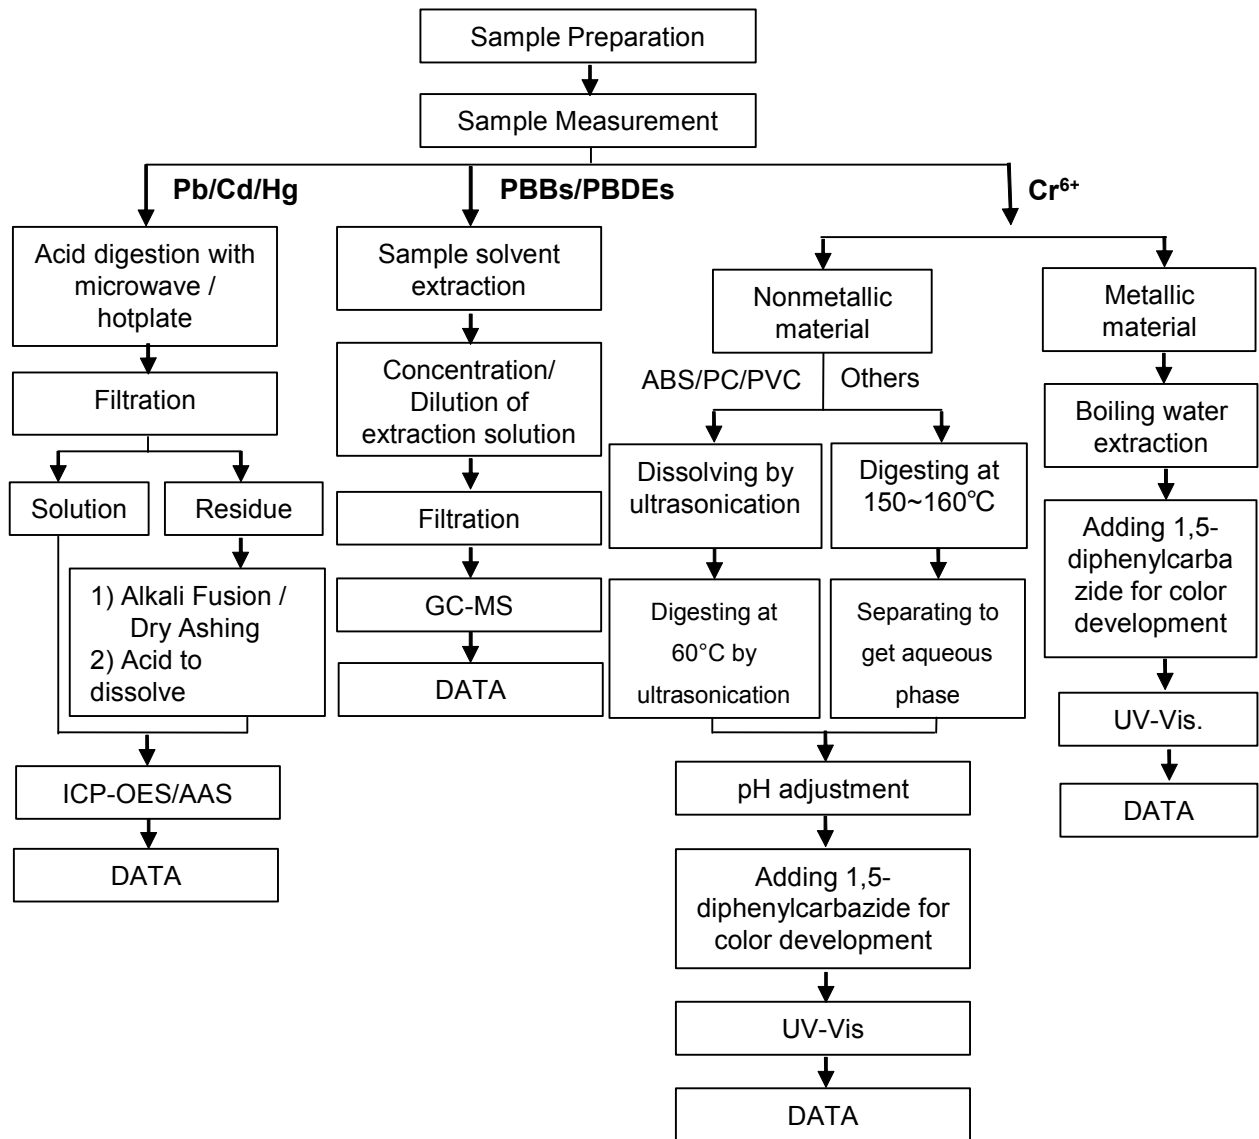 Sample Preparation
Sample Measurement
Pb/Cd/Hg
PBBs/PBDEs
Cr⁶⁺
Acid digestion with
microwave /
hotplate
Filtration
Solution
Residue
1) Alkali Fusion /
Dry Ashing
2) Acid to
dissolve
ICP-OES/AAS
DATA
Sample solvent
extraction
Concentration/
Dilution of
extraction solution
Filtration
GC-MS
DATA
Nonmetallic
material
ABS/PC/PVC
Others
Dissolving by
ultrasonication
Digesting at
60°C by
ultrasonication
Digesting at
150~160℃
Separating to
get aqueous
phase
pH adjustment
Adding 1,5-
diphenylcarbazide for
color development
UV-Vis
DATA
Metallic
material
Boiling water
extraction
Adding 1,5-
diphenylcarba
zide for color
development
UV-Vis.
DATA